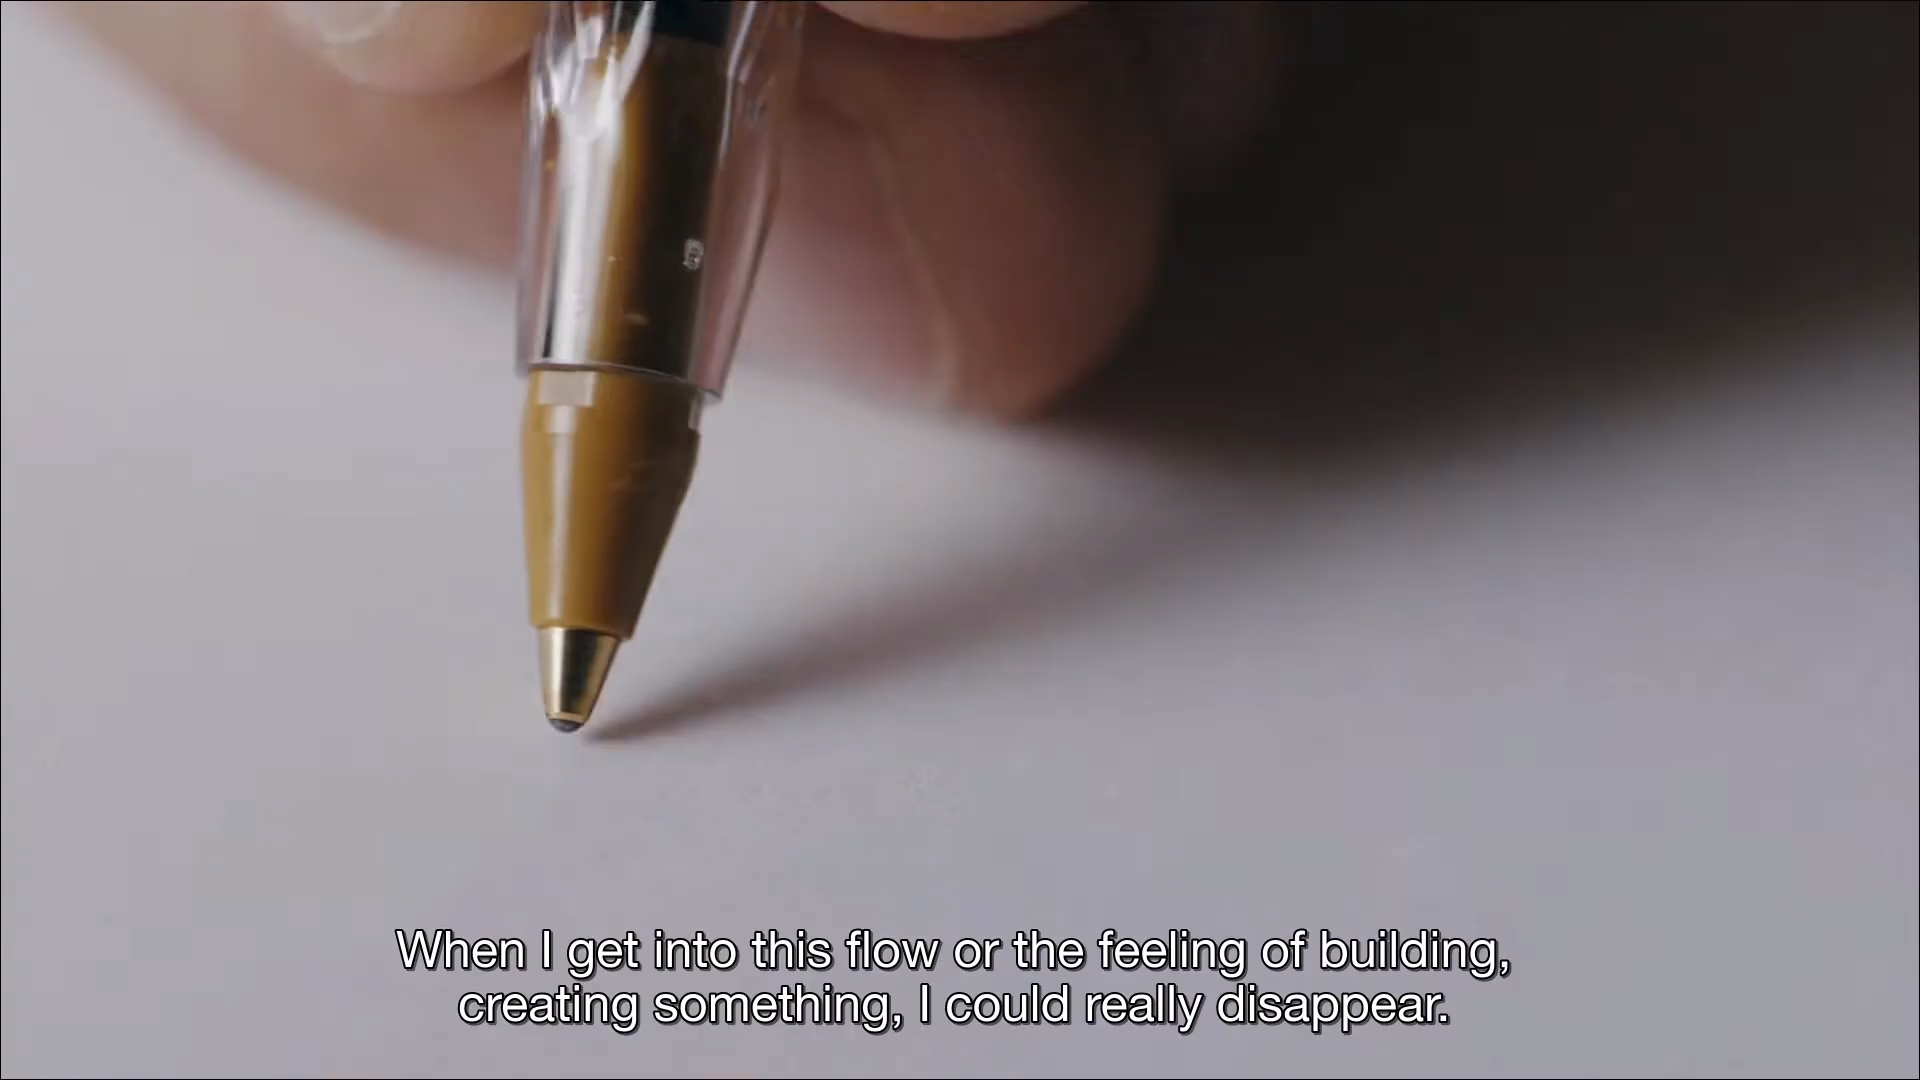 When I get into this flow or the feeling of building,
creating something, I could really disappear.